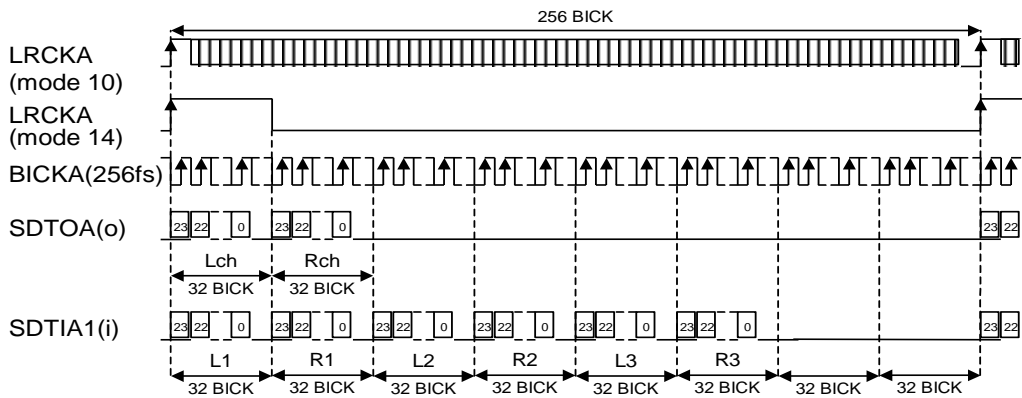 256 BICK
LRCKA
(mode 10)
LRCKA
(mode 14)
BICKA(256fs)
SDTOA(o) 23 22 0 23 22 0 23 22
Lch Rch
32 BICK 32 BICK
SDTIA1(i) 23 22 0 23 22 0 23 22 0 23 22 0 23 22 0 23 22 0 23 22
L1 R1 L2 R2 L3 R3
32 BICK 32 BICK 32 BICK 32 BICK 32 BICK 32 BICK 32 BICK 32 BICK